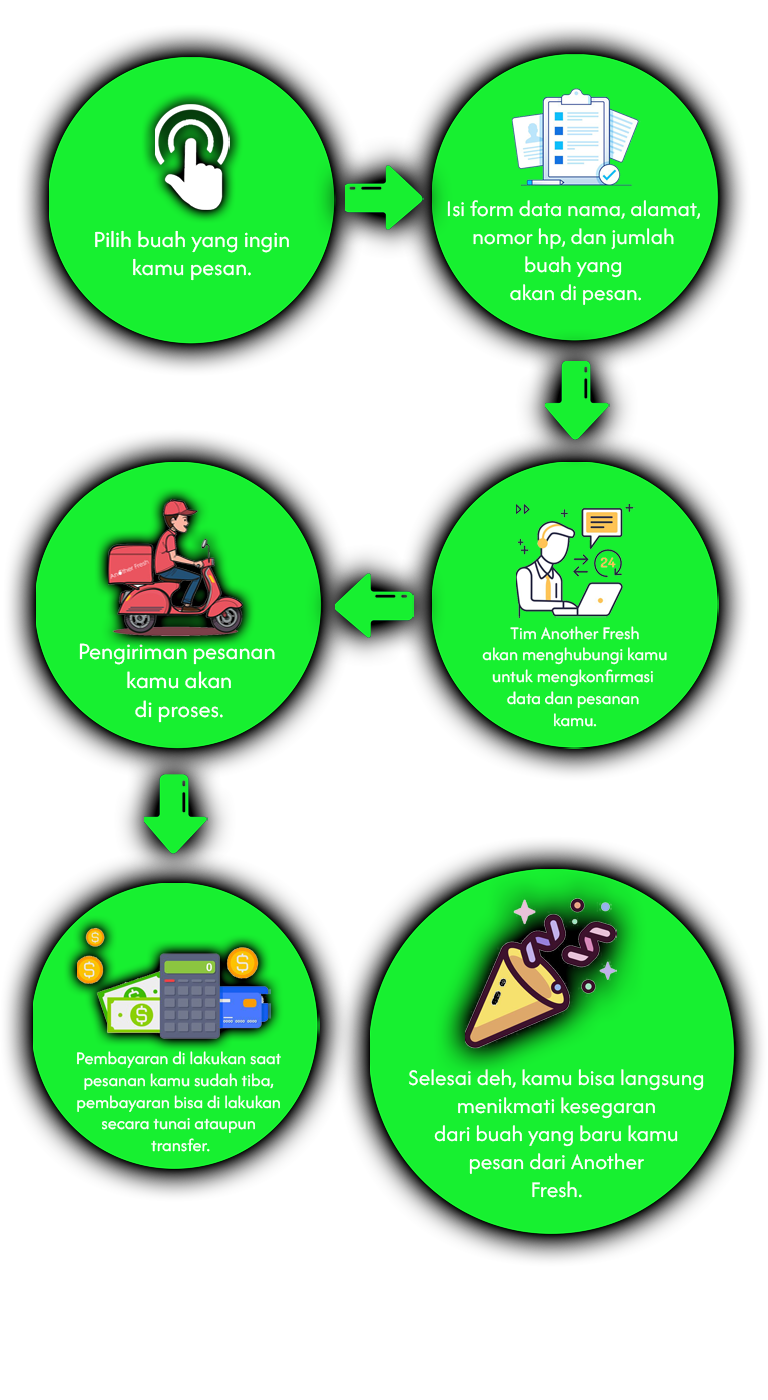 Pilih buah yang ingin
kamu pesan.
Isi form data nama, alamat,
nomor hp, dan jumlah
buah yang
akan di pesan.
24
Tim Another Fresh
akan menghubungi kamu
untuk mengkonfirmasi
data dan pesanan
kamu.
Another Fresh
Pengiriman pesanan
kamu akan
di proses.
$
$
$
$
$
0
Pembayaran di lakukan saat
pesanan kamu sudah tiba,
pembayaran bisa di lakukan
secara tunai ataupun
transfer.
Selesai deh, kamu bisa langsung
menikmati kesegaran
dari buah yang baru kamu
pesan dari Another
Fresh.